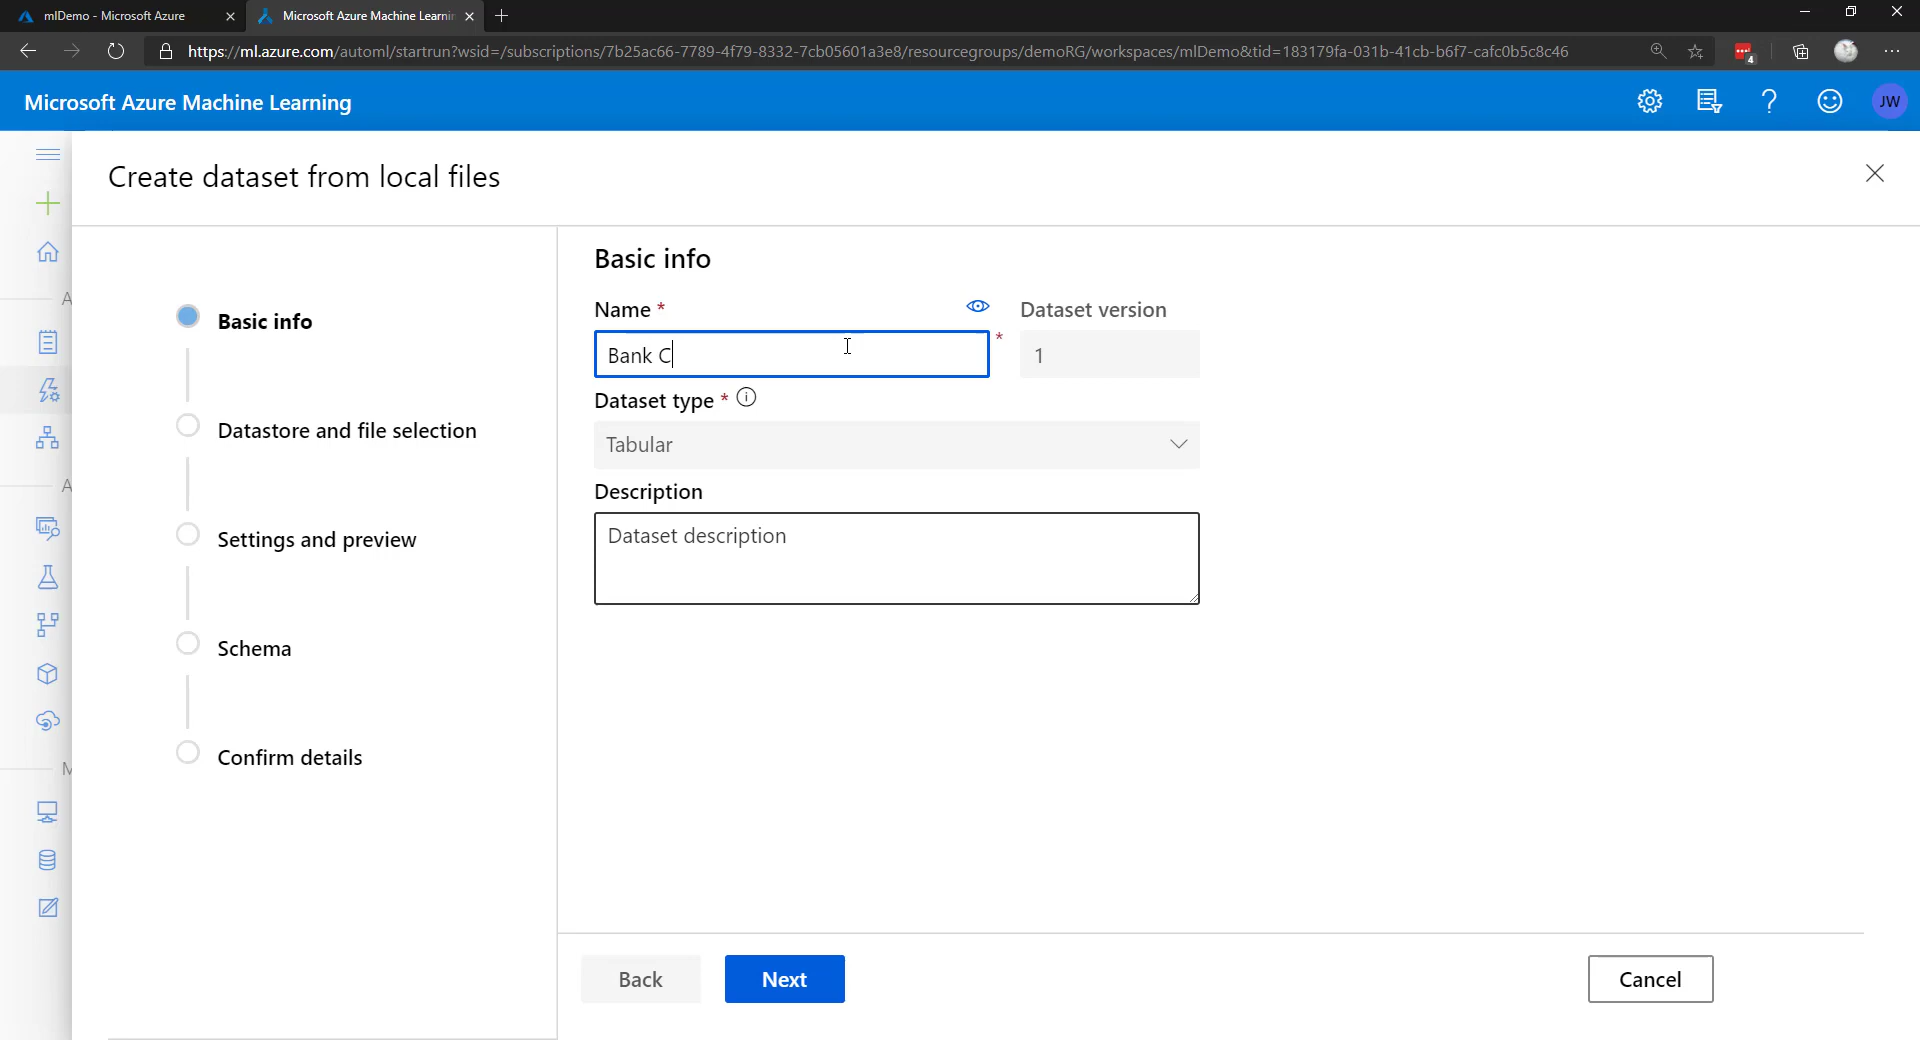 mlDemo - Microsoft Azure
Microsoft Azure Machine Learnin
https://ml.azure.com/automl/startrun?wsid=/subscriptions/7b25ac66-7789-4f79-8332-7cb05601a3e8/resourcegroups/demoRG/workspaces/mlDemo&tid=183179fa-031b-41cb-b6f7-cafc0b5c8c46
4
Microsoft Azure Machine Learning
JW
Create dataset from local files
A
A
M
Basic info
Datastore and file selection
Settings and preview
Schema
Confirm details
Basic info
Name *
Dataset version
Bank C
*
1
Dataset type *
Tabular
Description
Dataset description
Back
Next
Cancel